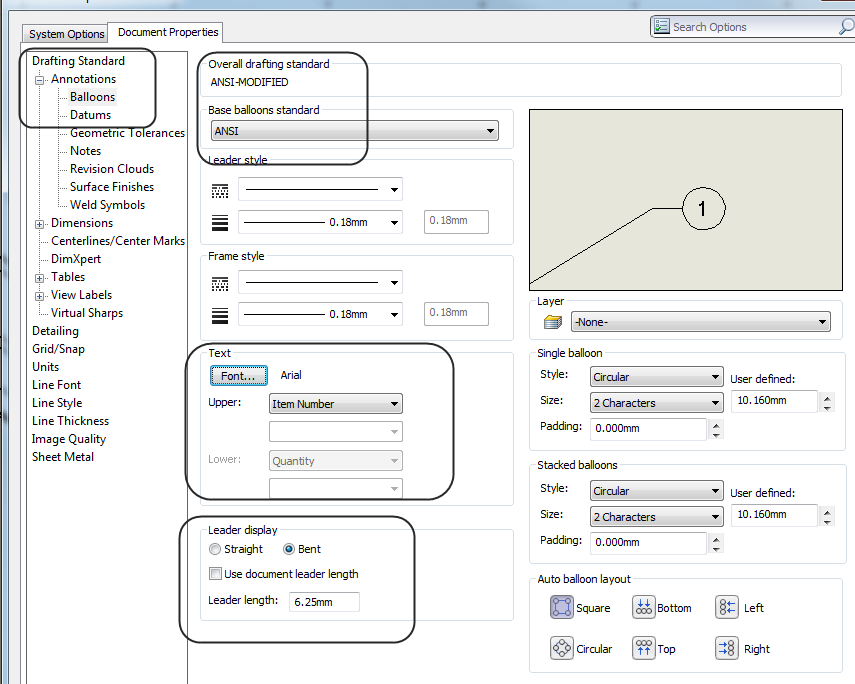 System Options
Document Properties
Search Options
Drafting Standard
Annotations
Balloons
Datums
Geometric Tolerances
Notes
Revision Clouds
Surface Finishes
Weld Symbols
Dimensions
Centerlines/Center Marks
DimXpert
Tables
View Labels
Virtual Sharps
Detailing
Grid/Snap
Units
Line Font
Line Style
Line Thickness
Image Quality
Sheet Metal
Overall drafting standard
ANSI-MODIFIED
Base balloons standard
ANSI
Leader style
0.18mm 0.18mm
Frame style
0.18mm 0.18mm
Text
Font... Arial
Upper: Item Number
Lower: Quantity
Leader display
Straight Bent
Use document leader length
Leader length: 6.25mm
1
Layer
-None-
Single balloon
Style: Circular User defined:
Size: 2 Characters 10.160mm
Padding: 0.000mm
Stacked balloons
Style: Circular User defined:
Size: 2 Characters 10.160mm
Padding: 0.000mm
Auto balloon layout
Square Bottom Left
Circular Top Right